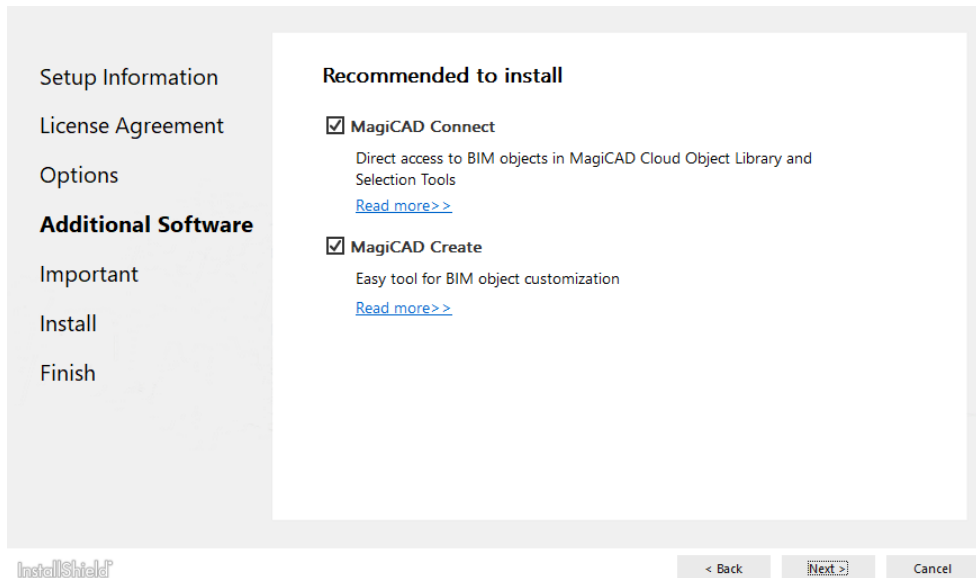 Setup Information
License Agreement
Options
Additional Software
Important
Install
Finish
Recommended to install
MagiCAD Connect
Direct access to BIM objects in MagiCAD Cloud Object Library and
Selection Tools
Read more>>
MagiCAD Create
Easy tool for BIM object customization
Read more>>
InstallShield
< Back
Next >
Cancel